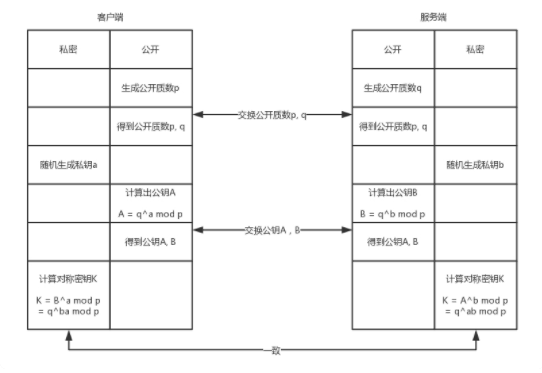 客户端
服务端
私密
公开
公开
私密
生成公开质数p
生成公开质数q
得到公开质数p, q
交换公开质数p, q
得到公开质数p, q
随机生成私钥a
随机生成私钥b
计算出公钥A
A = q^a mod p
计算出公钥B
B = q^b mod p
得到公钥A, B
交换公钥A , B
得到公钥A, B
计算对称密钥K
K = B^a mod p
= q^ba mod p
计算对称密钥K
K = A^b mod p
= q^ab mod p
一致